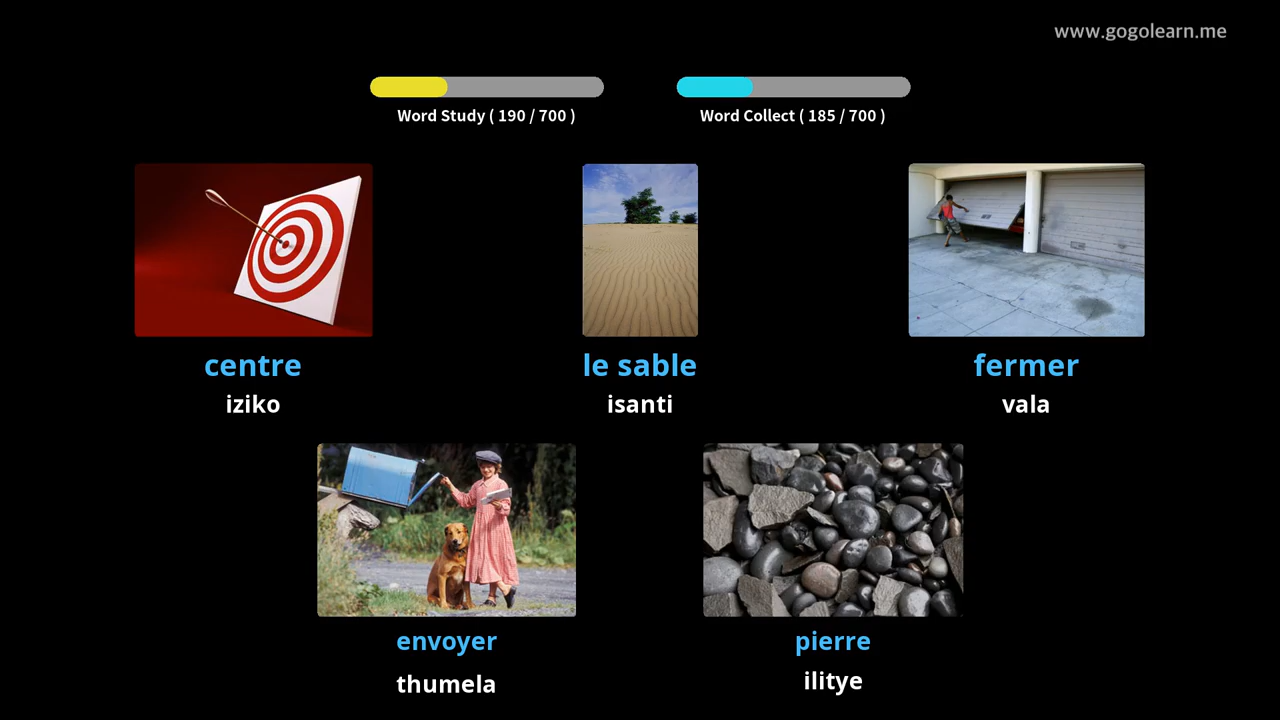 www.gogolearn.me
Word Study ( 190 / 700 )
Word Collect ( 185 / 700 )
centre
iziko
le sable
isanti
fermer
vala
envoyer
thumela
pierre
ilitye